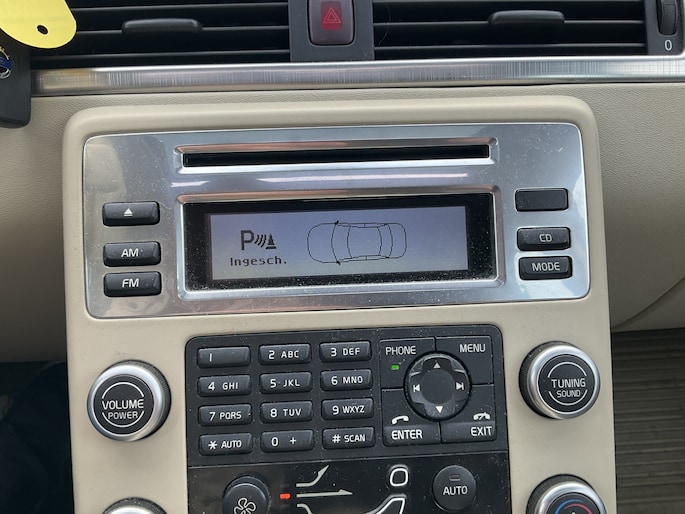 0
P
Ingesch.
AM
FM
CD
MODE
1
2 ABC
3 DEF
4 GHI
5 JKL
6 MNO
7 PQRS
8 TUV
9 WXYZ
* AUTO
0 +
# SCAN
PHONE
MENU
ENTER
EXIT
VOLUME
POWER
TUNING
SOUND
AUTO